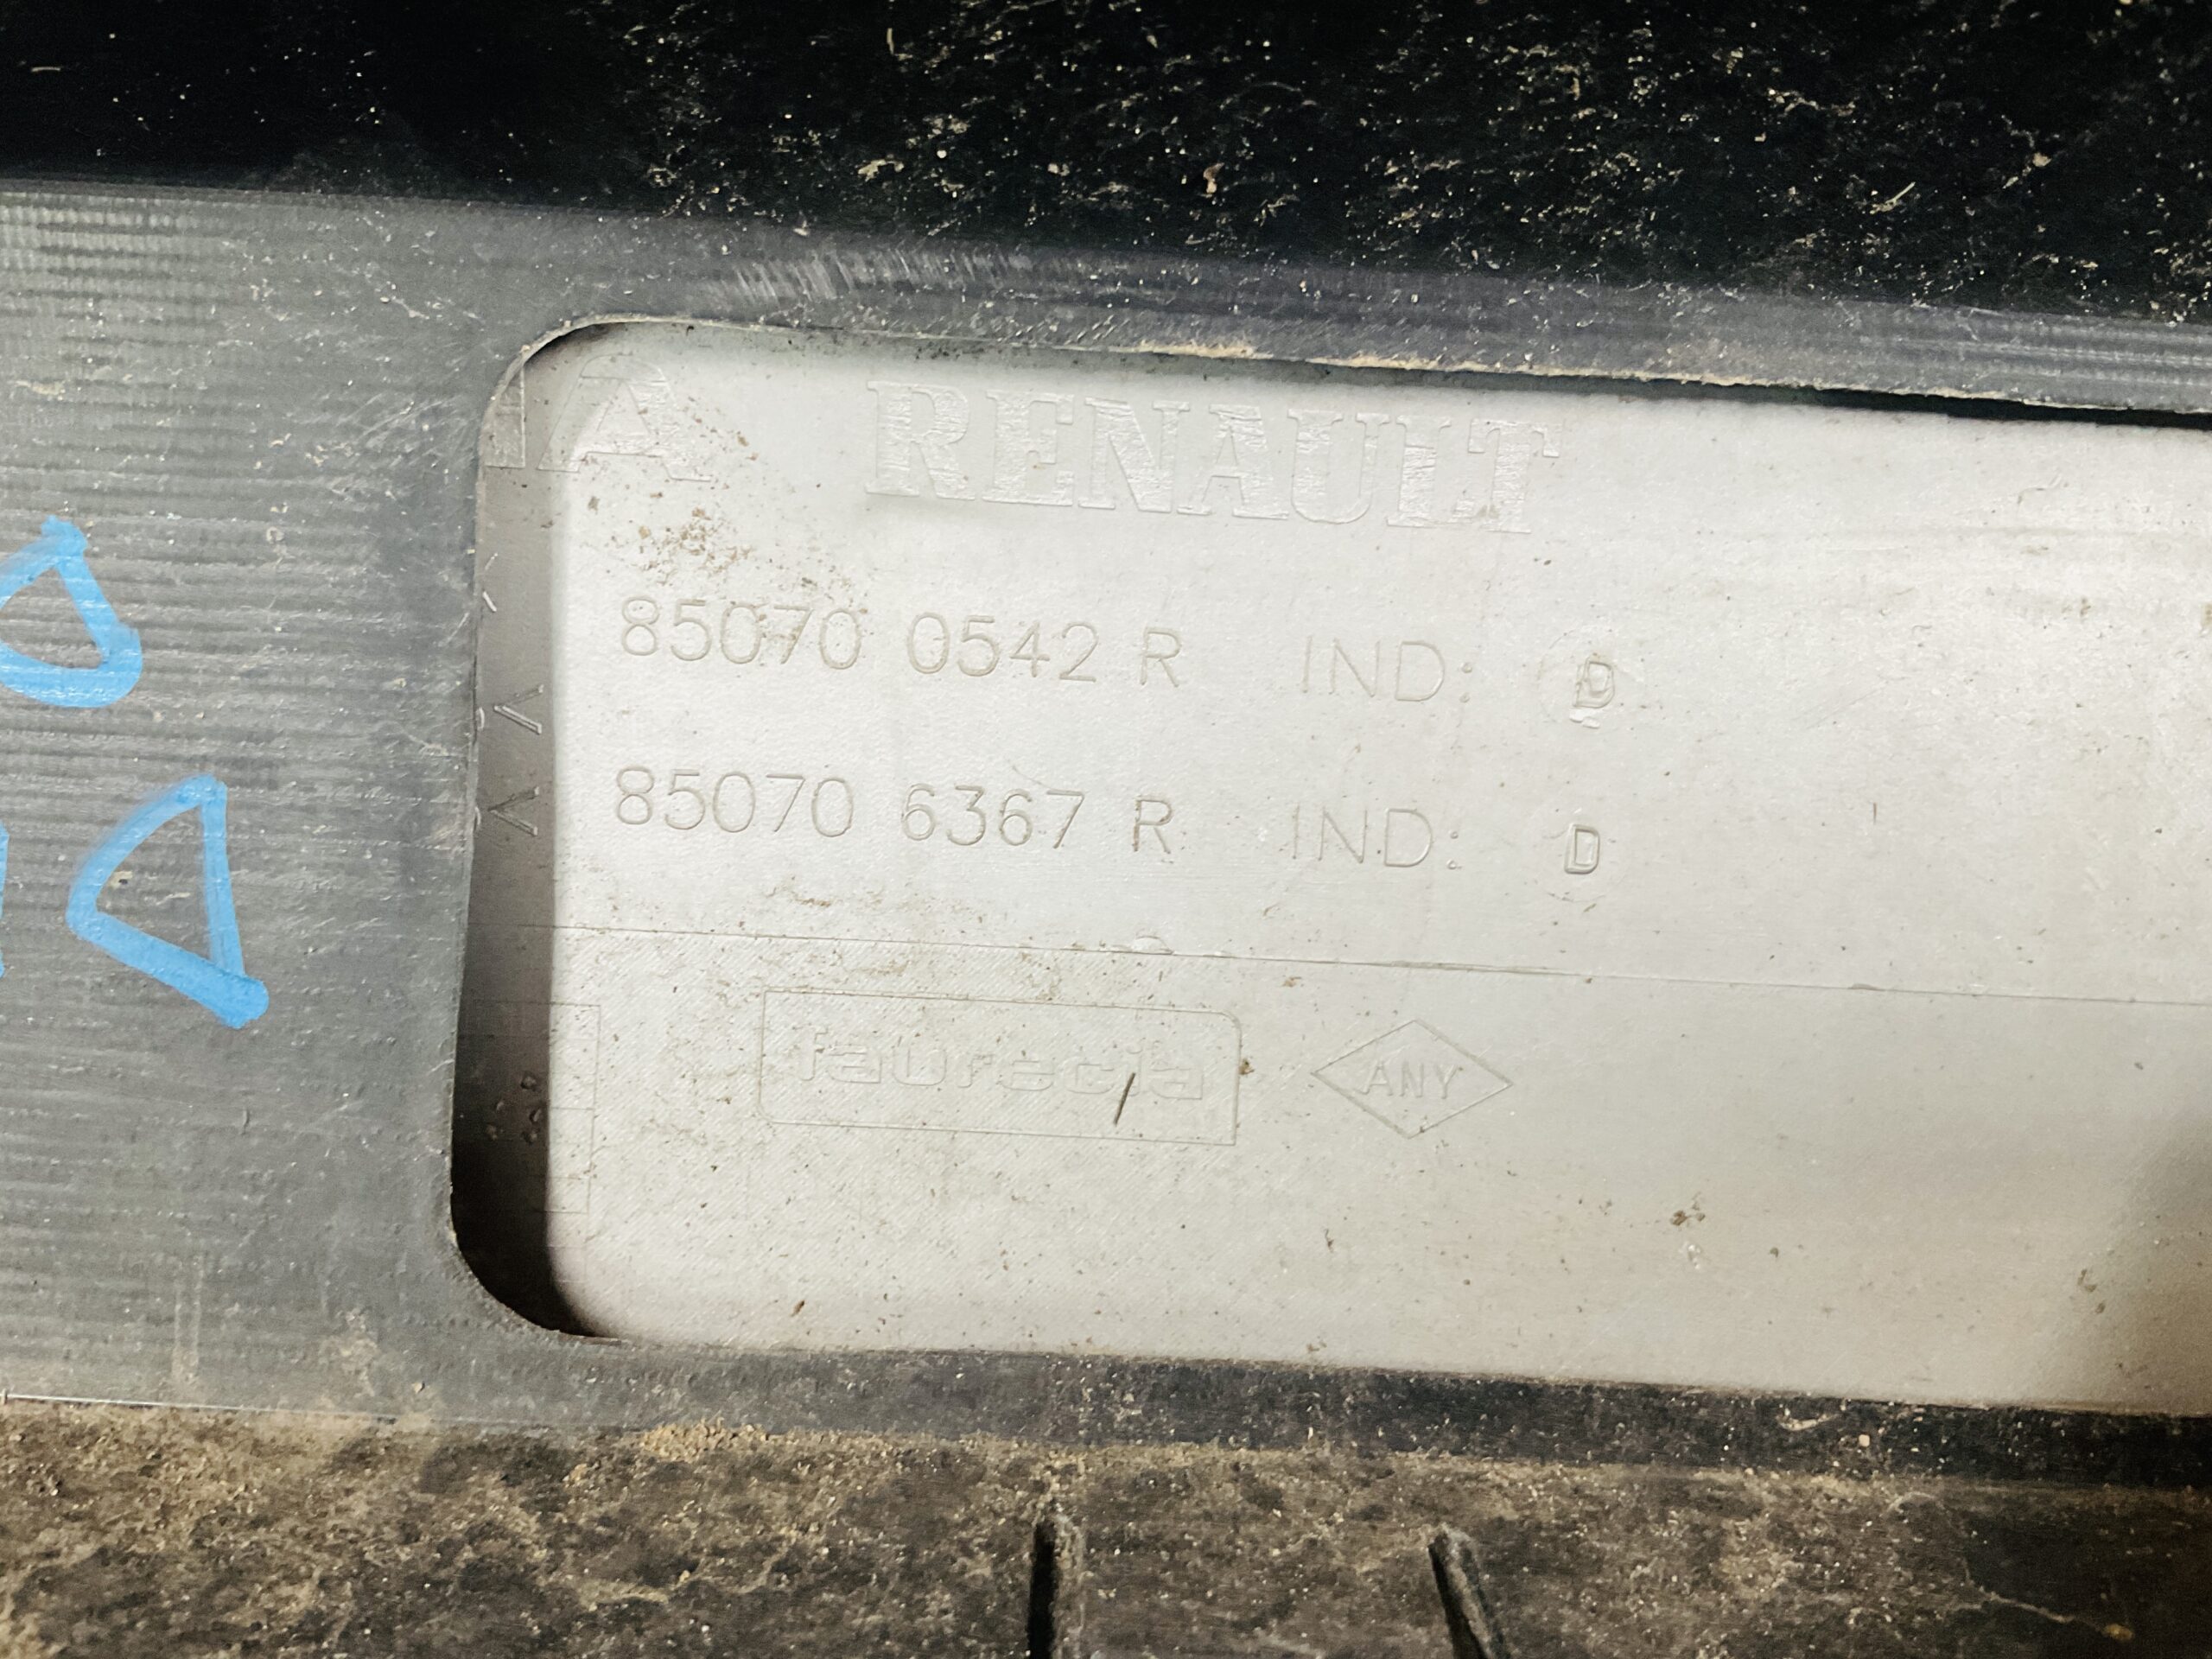 A RENAULT
85070 0542 R IND: D
85070 6367 R IND: D
faurecia ANY